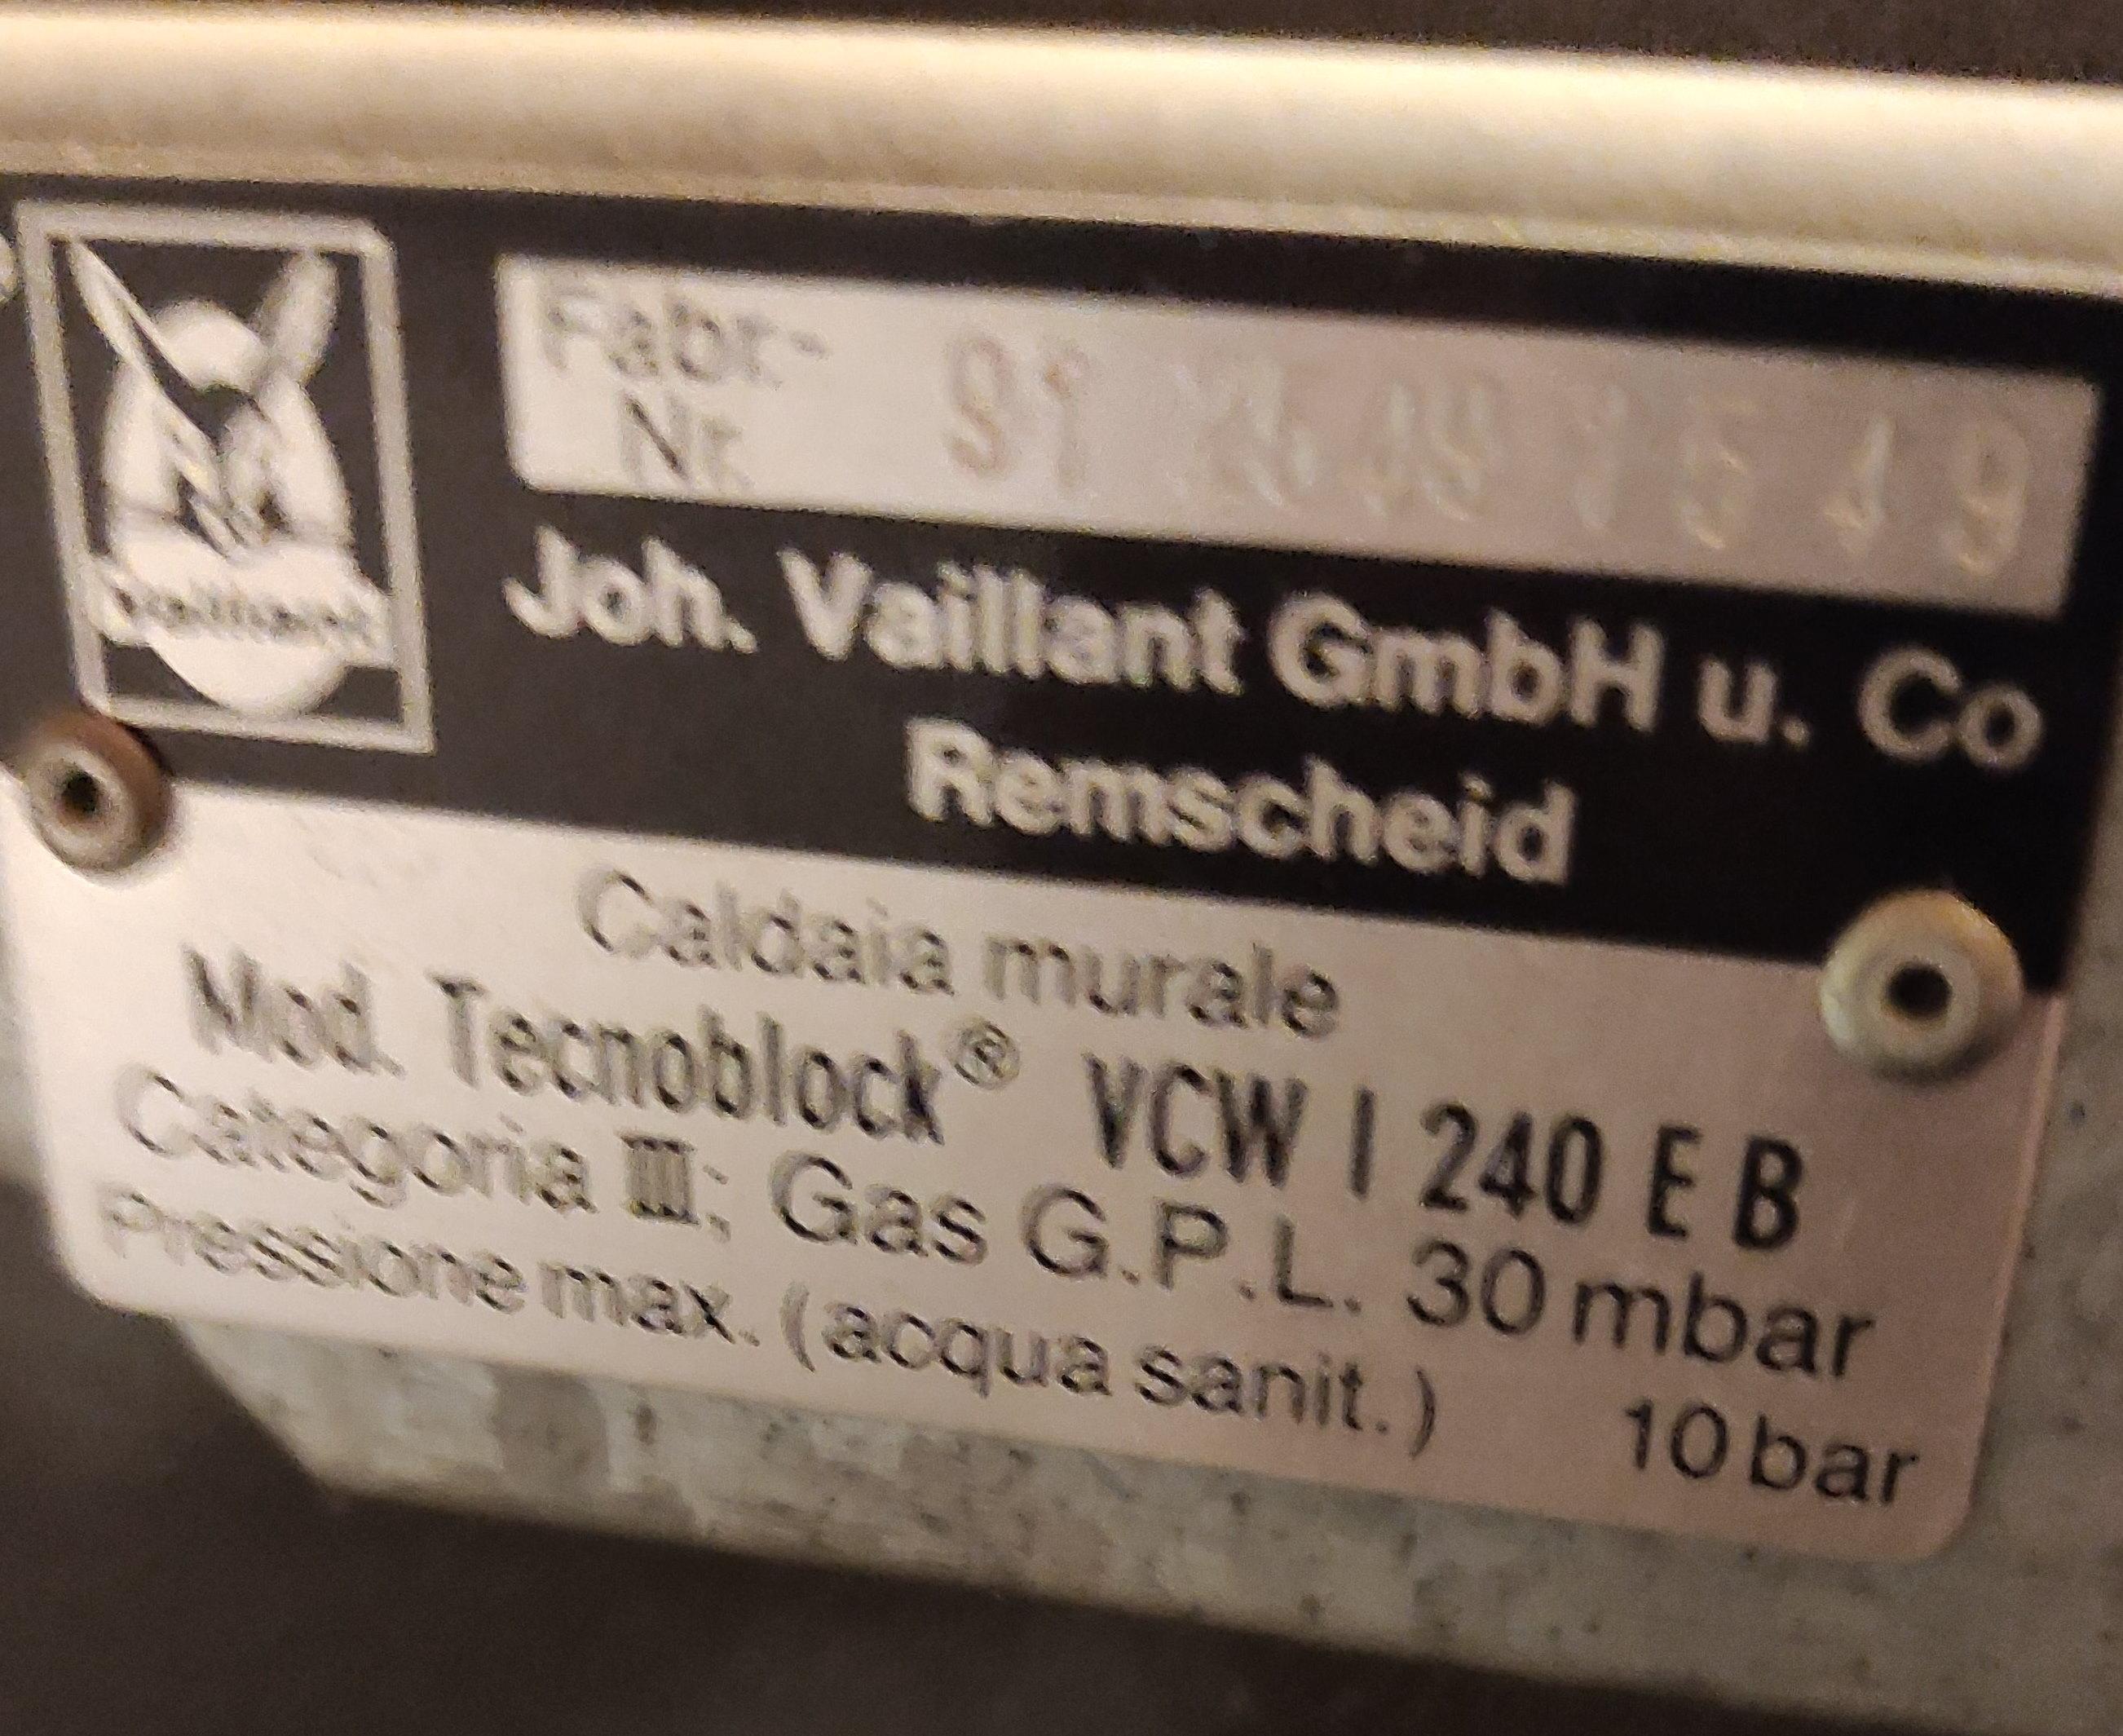 Fabr.-
Nr.
Vaillant
Joh. Vaillant GmbH u. Co
Remscheid
Caldaia murale
Mod. Tecnoblock® VCW I 240 E B
Categoria III; Gas G.P.L. 30 mbar
Pressione max. (acqua sanit.) 10 bar